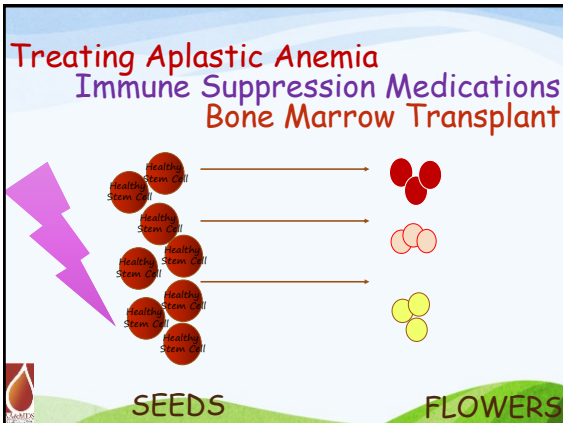 Treating Aplastic Anemia
Immune Suppression Medications
Bone Marrow Transplant
Healthy
Stem Cell
Healthy
Stem Cell
Healthy
Stem Cell
Healthy
Stem Cell
Healthy
Stem Cell
Healthy
Stem Cell
Healthy
Stem Cell
Healthy
Stem Cell
SEEDS
FLOWERS